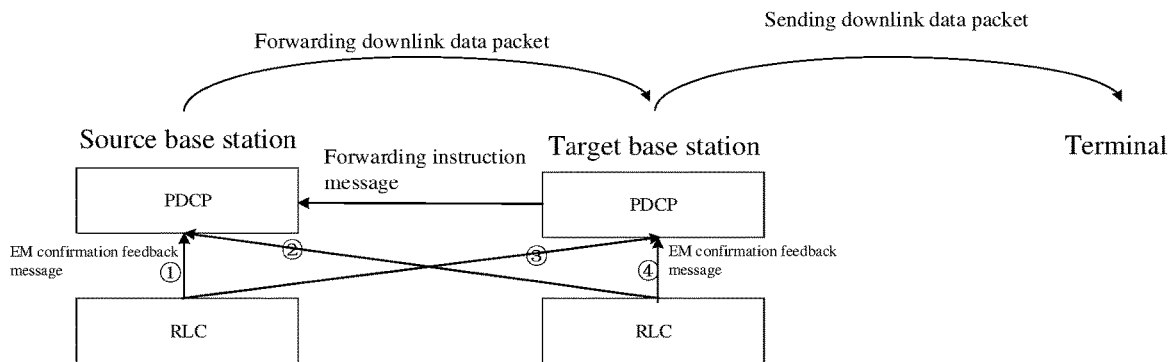 Sending downlink data packet
Forwarding downlink data packet
Source base station
Target base station
Terminal
Forwarding instruction
message
PDCP
PDCP
EM confirmation feedback
message
①
②
③
④
EM confirmation feedback
message
RLC
RLC